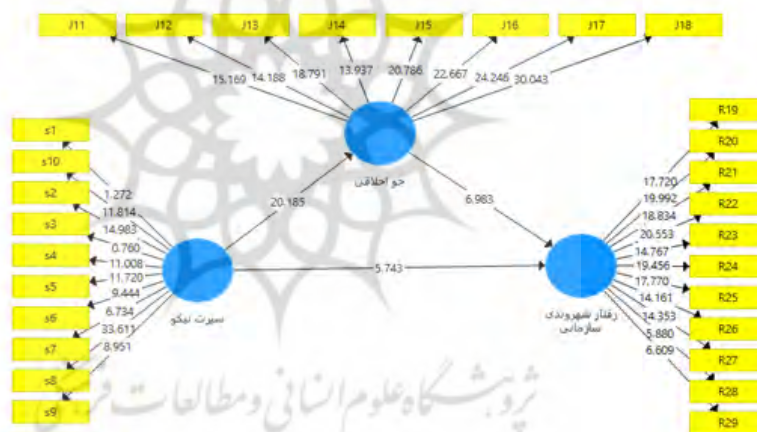 J11 J12 J13 J14 J15 J16 J17 J18
15.169 14.188 18.791 13.937 20.786 22.667 24.246 30.043
جو اخلاقی
s1
s10
s2
s3
s4
s5
s6
s7
s8
s9
1.272
11.814
14.983
0.760
11.008
11.720
9.444
6.734
33.611
8.951
سیرت نیکو
20.185
6.983
5.743
رفتار شهروندی
سازمانی
17.720
19.992
18.834
20.553
14.767
19.456
17.770
14.161
14.353
5.880
6.609
R19
R20
R21
R22
R23
R24
R25
R26
R27
R28
R29
پژوهشگاه علوم انسانی و مطالعات فرهنگی